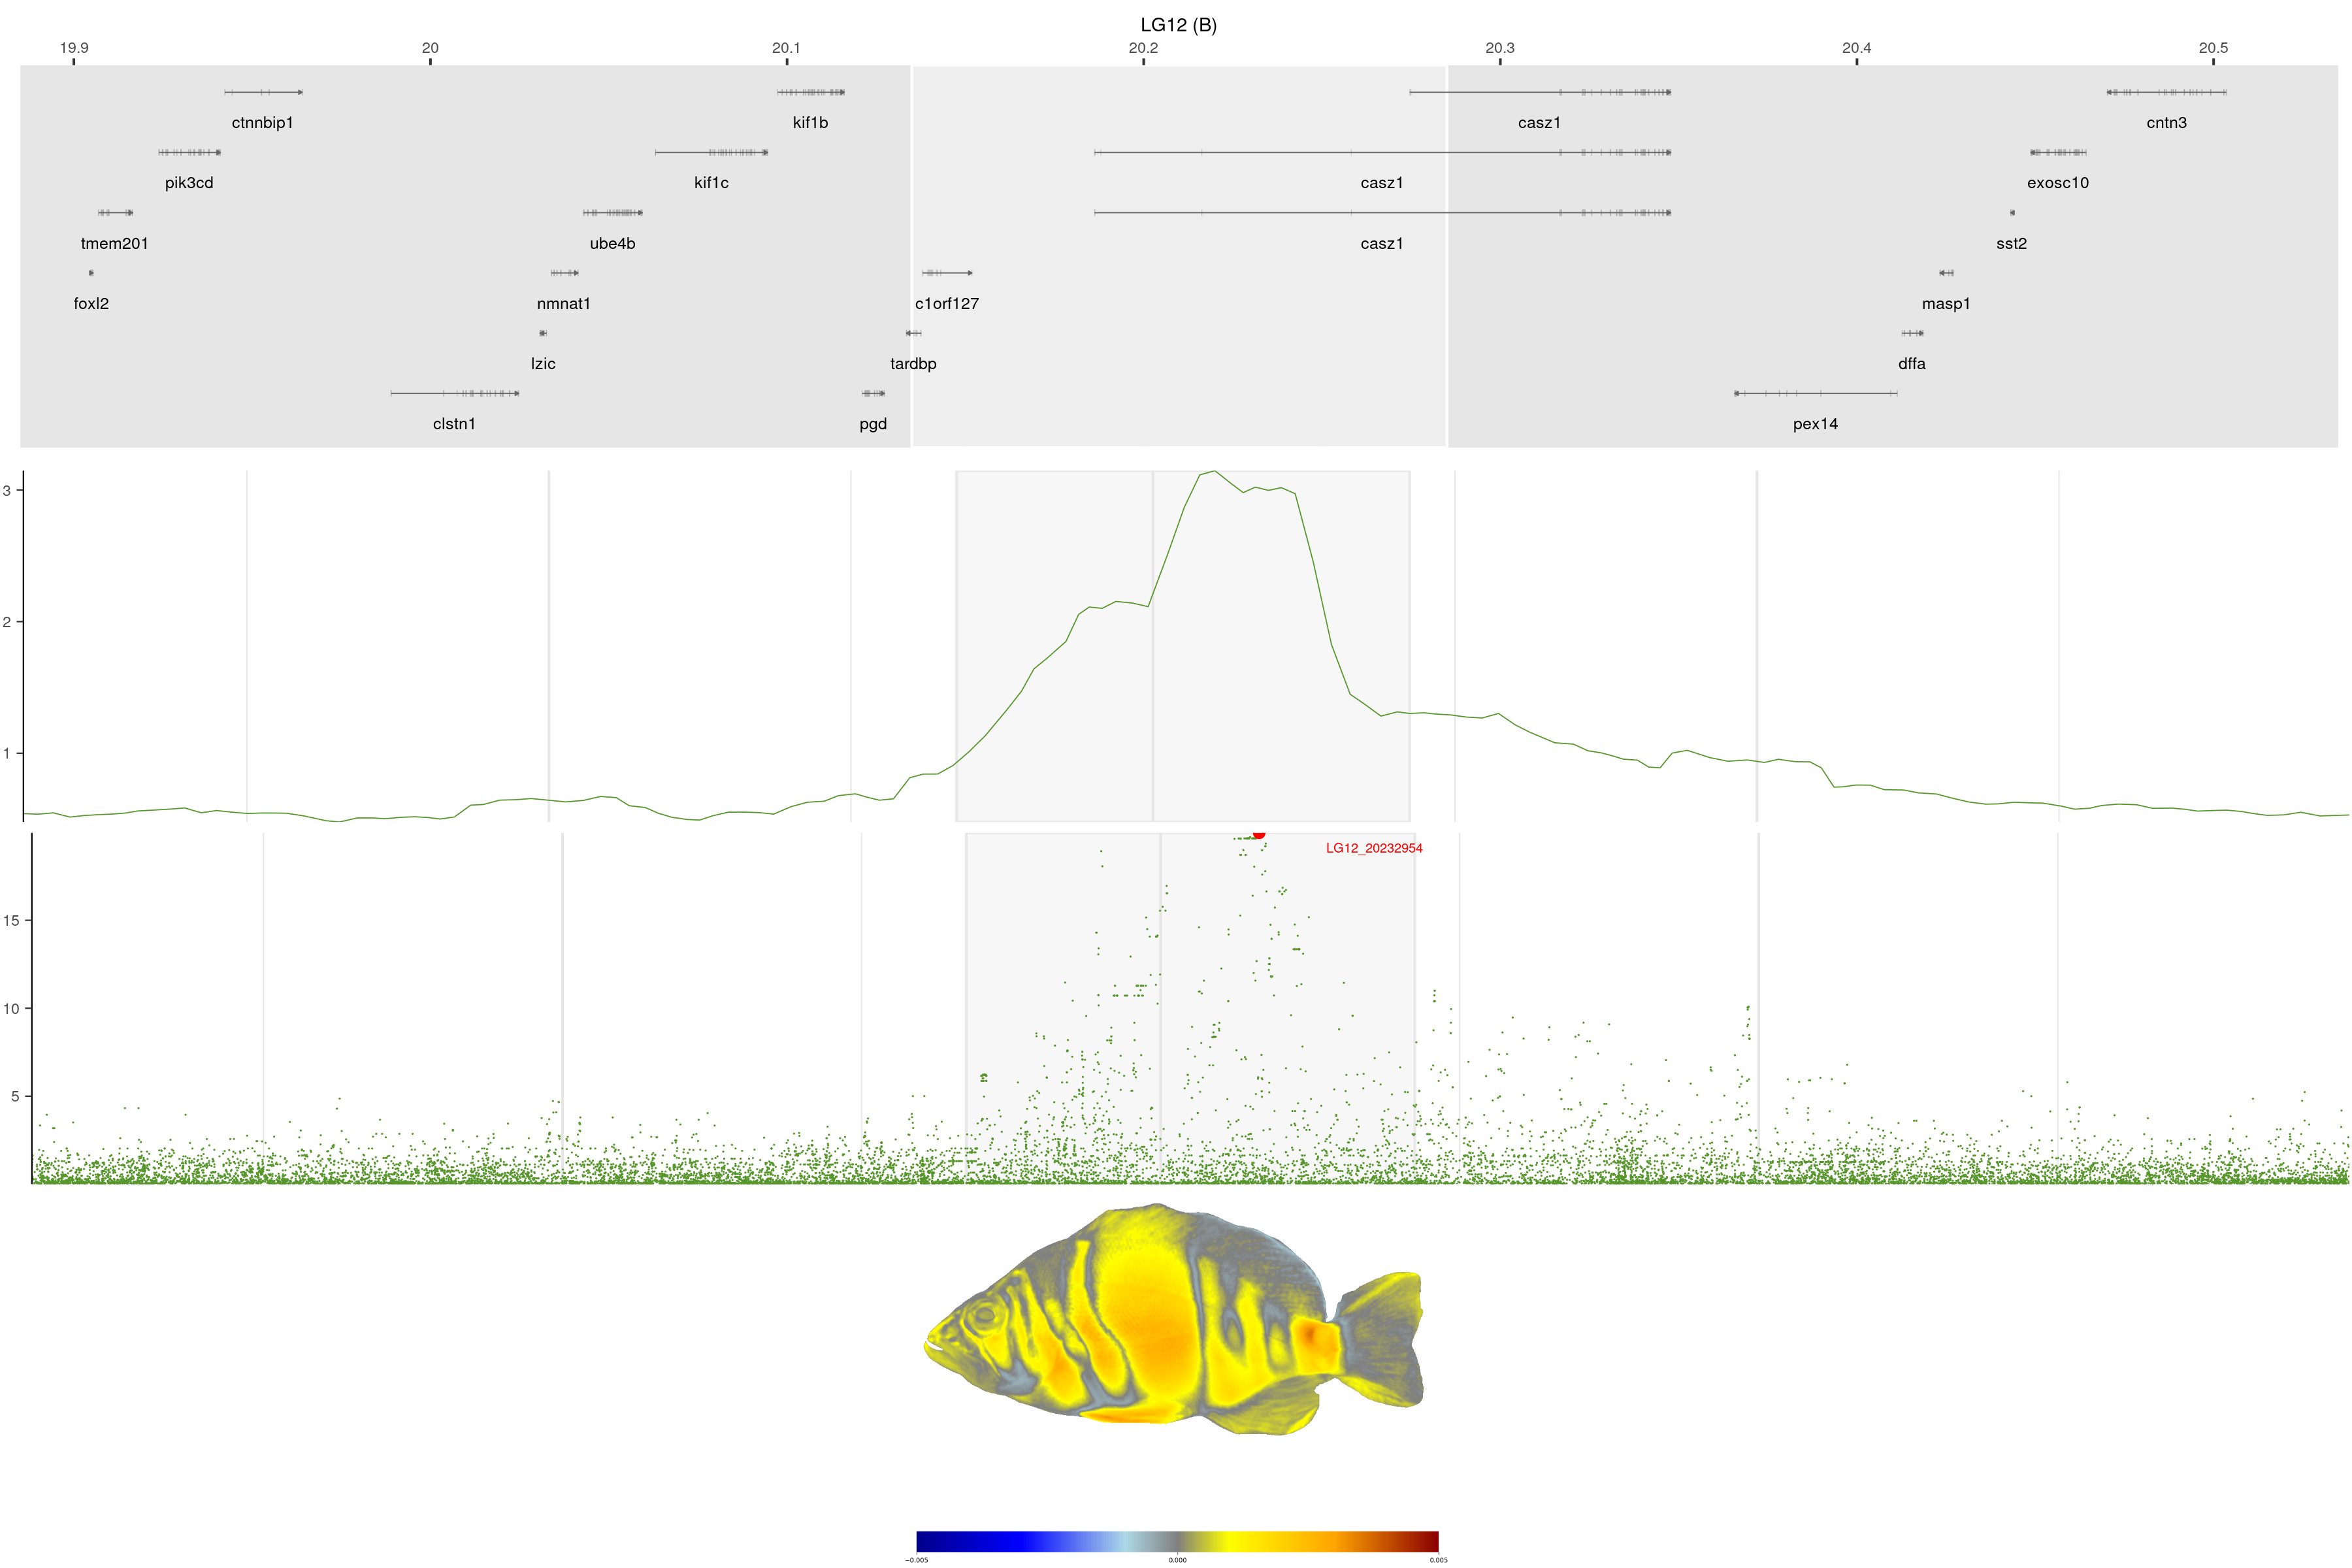 LG12 (B)
19.9 20 20.1 20.2 20.3 20.4 20.5
ctnnbip1 kif1b casz1 cntn3
pik3cd kif1c casz1 exosc10
tmem201 ube4b casz1 sst2
foxl2 nmnat1 c1orf127 masp1
lzic tardbp dffa
clstn1 pgd pex14
3
2
1
LG12_20232954
15
10
5
−0.005 0.000 0.005